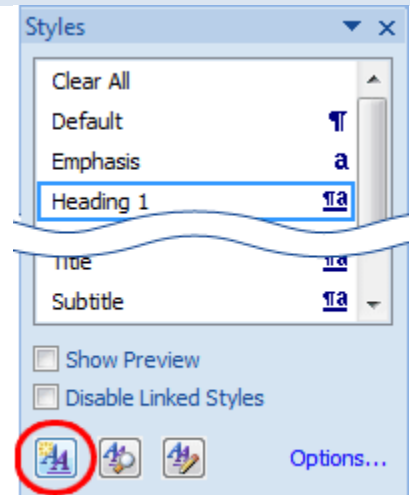 Styles
Clear All
Default ¶
Emphasis a
Heading 1 ¶a
Title ¶a
Subtitle ¶a
Show Preview
Disable Linked Styles
Options...